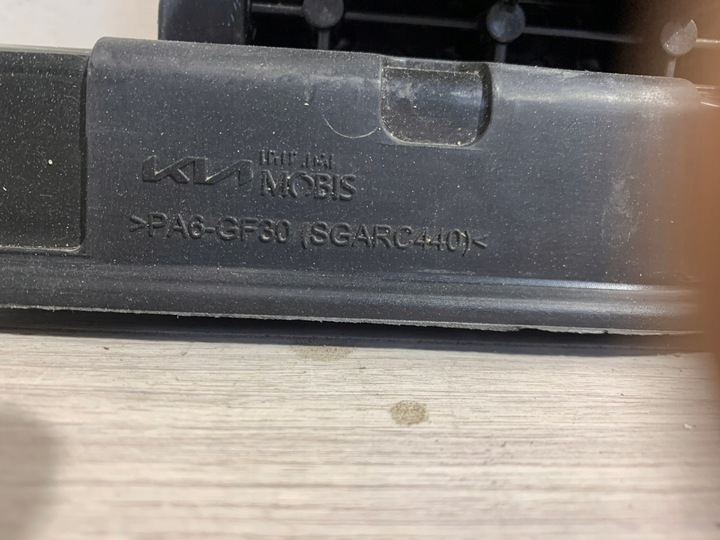 KIA MOBIS
>PA6-GF30 (SGARC440)<